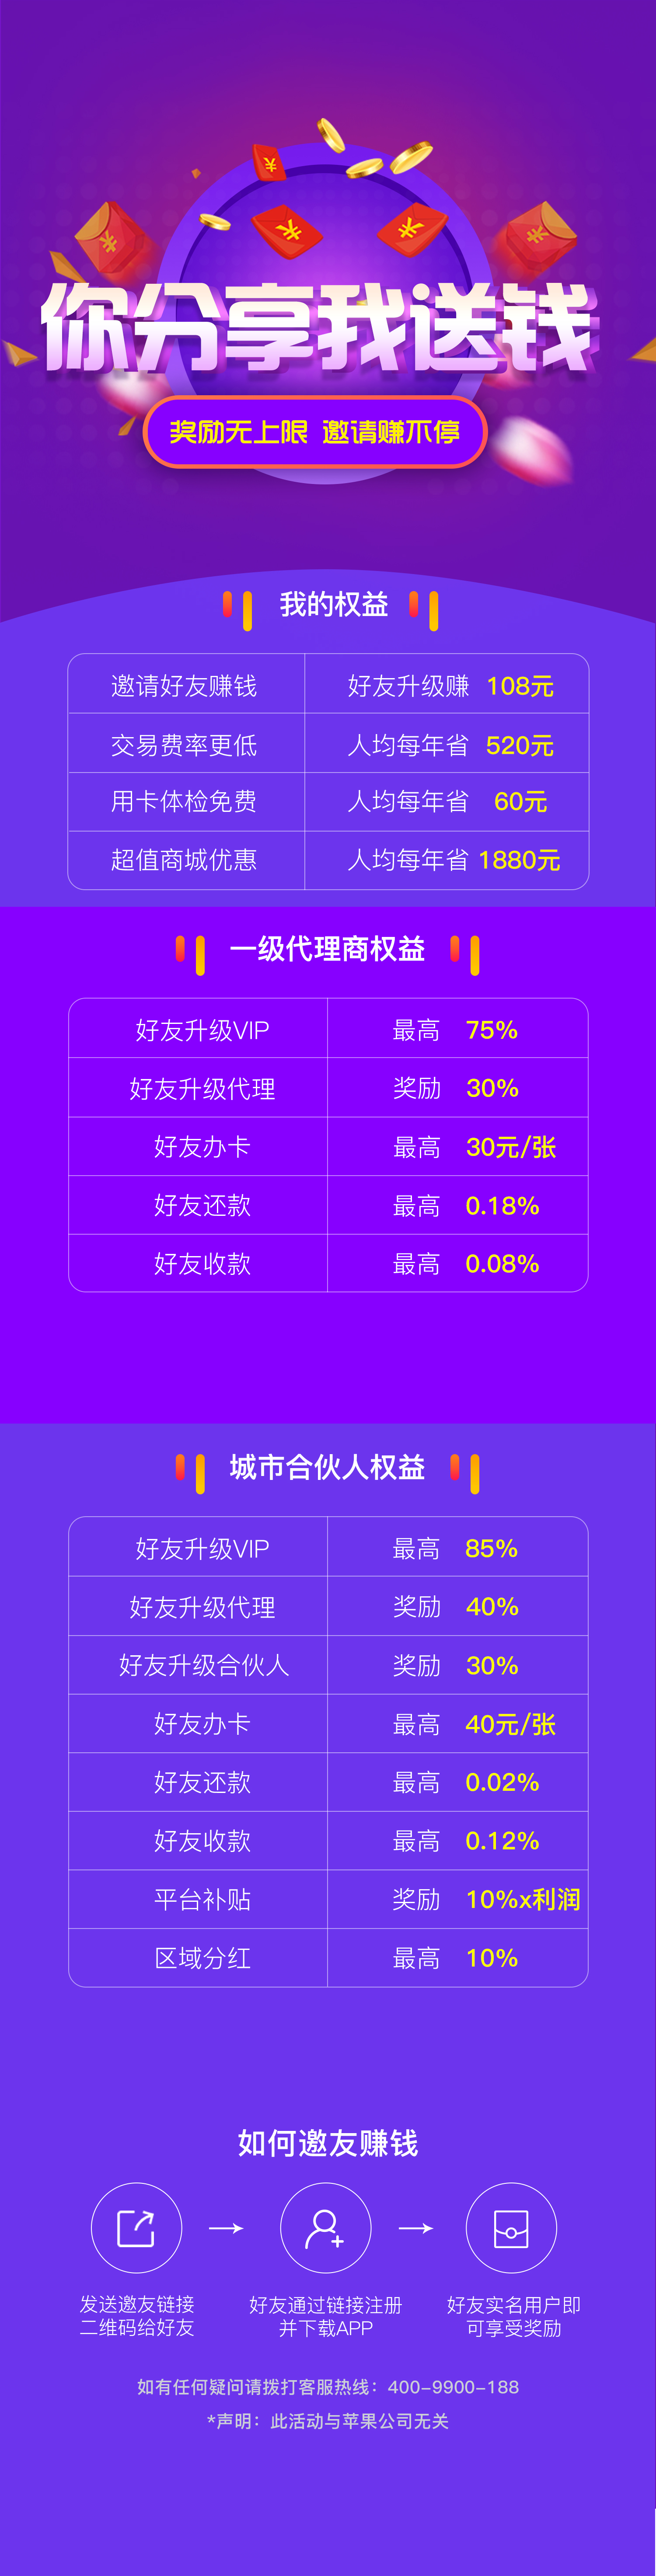 你分享我送钱
奖励无上限 邀请赚不停
我的权益
邀请好友赚钱 好友升级赚 108元
交易费率更低 人均每年省 520元
用卡体检免费 人均每年省 60元
超值商城优惠 人均每年省 1880元
一级代理商权益
好友升级VIP 最高 75%
好友升级代理 奖励 30%
好友办卡 最高 30元/张
好友还款 最高 0.18%
好友收款 最高 0.08%
城市合伙人权益
好友升级VIP 最高 85%
好友升级代理 奖励 40%
好友升级合伙人 奖励 30%
好友办卡 最高 40元/张
好友还款 最高 0.02%
好友收款 最高 0.12%
平台补贴 奖励 10%x利润
区域分红 最高 10%
如何邀友赚钱
发送邀友链接
二维码给好友
好友通过链接注册
并下载APP
好友实名用户即
可享受奖励
如有任何疑问请拨打客服热线：400-9900-188
*声明：此活动与苹果公司无关